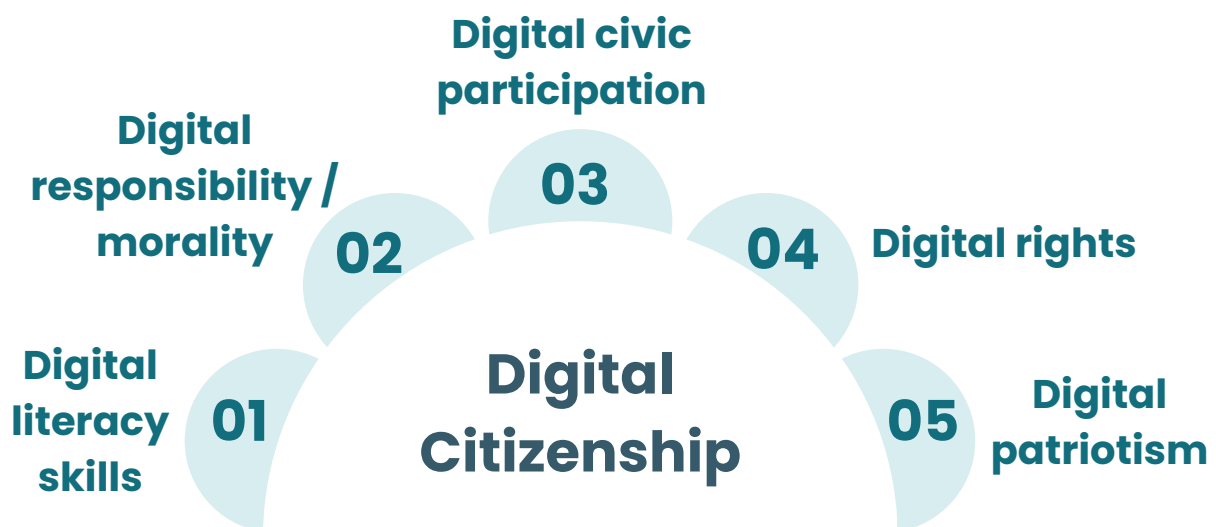 Digital
literacy
skills
01
Digital
responsibility /
morality
02
Digital civic
participation
03
04
Digital rights
05
Digital
patriotism
Digital
Citizenship